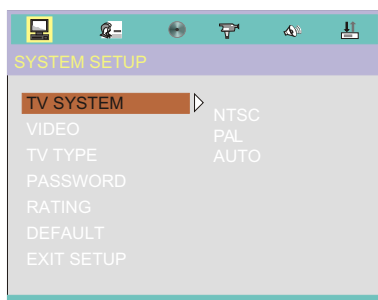 SYSTEM SETUP
TV SYSTEM
NTSC
VIDEO
PAL
TV TYPE
AUTO
PASSWORD
RATING
DEFAULT
EXIT SETUP